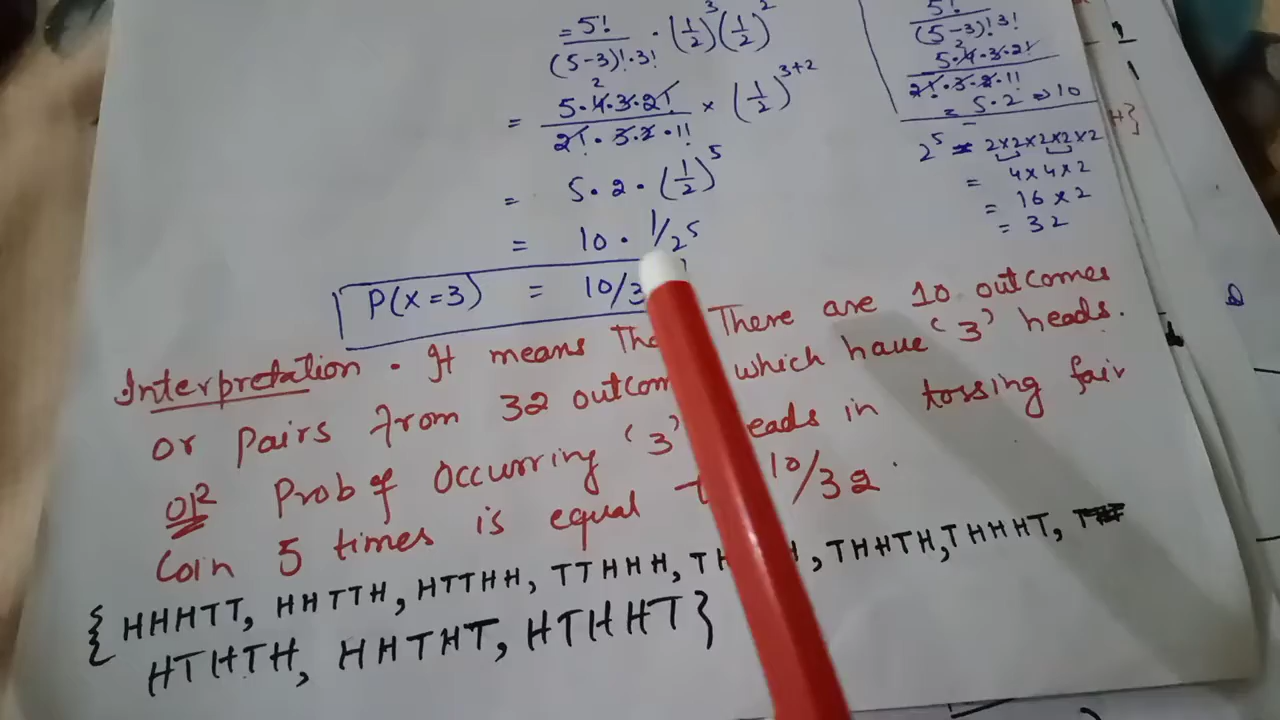 = 5! / (5-3)!·3! · (1/2)^3 (1/2)^2
= 5·4·3·2! / 2!·3·2·1! × (1/2)^3+2
= 5·2·(1/2)^5
= 10 · 1/2^5
P(X=3) = 10/3
5! / (5-3)! 3!
5·4·3·2! / 2!·3·2·1!
= 5·2 ⇒ 10
2^5 = 2×2×2×2×2
= 4×4×2
= 16×2
= 32
H}
Interpretation. It means There are 10 outcomes
or pairs from 32 outcom which have '3' heads.
OR Prob of Occurring '3' eads in tossing fair
Coin 5 times is equal 10/32.
{HHHTT, HHTTH, HTTHH, TTHHH, TH H, THHTH, THHHT,
HTHTH, HHTHT, HTHHT}